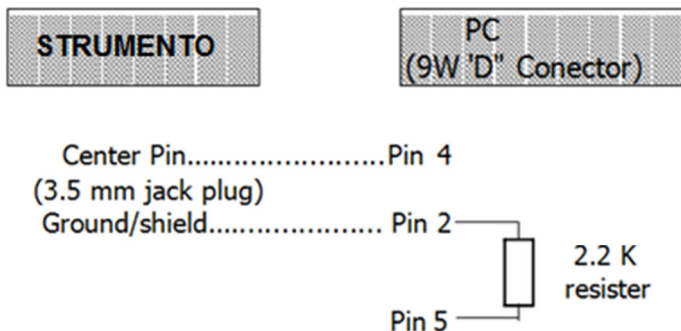 STRUMENTO
PC
(9W 'D" Conector)
Center Pin........................Pin 4
(3.5 mm jack plug)
Ground/shield..................... Pin 2
2.2 K
resister
Pin 5